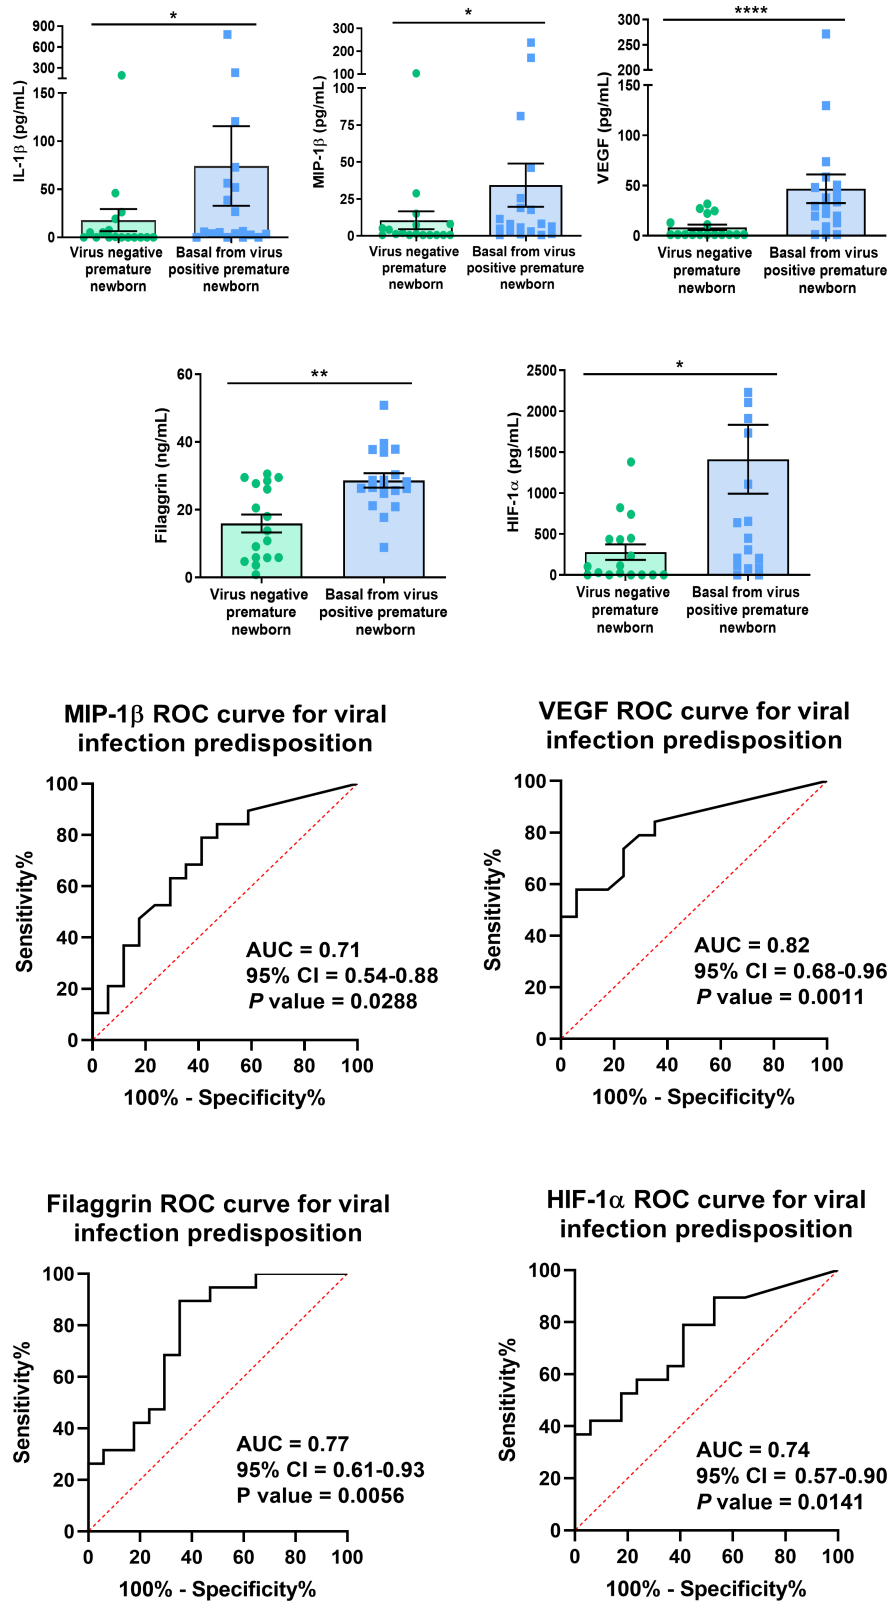 *
IL-1β (pg/mL)
900
600
300
150
100
50
0
Virus negative
premature
newborn
Basal from virus
positive premature
newborn
*
MIP-1β (pg/mL)
300
200
100
100
75
50
25
0
Virus negative
premature
newborn
Basal from virus
positive premature
newborn
****
VEGF (pg/mL)
300
250
200
150
100
50
0
Virus negative
premature
newborn
Basal from virus
positive premature
newborn
**
Filaggrin (ng/mL)
60
40
20
0
Virus negative
premature
newborn
Basal from virus
positive premature
newborn
*
HIF-1α (pg/mL)
2500
2000
1500
1000
500
0
Virus negative
premature
newborn
Basal from virus
positive premature
newborn
MIP-1β ROC curve for viral
infection predisposition
Sensitivity%
100
80
60
40
20
0
AUC = 0.71
95% CI = 0.54-0.88
P value = 0.0288
0 20 40 60 80 100
100% - Specificity%
VEGF ROC curve for viral
infection predisposition
Sensitivity%
100
80
60
40
20
0
AUC = 0.82
95% CI = 0.68-0.96
P value = 0.0011
0 20 40 60 80 100
100% - Specificity%
Filaggrin ROC curve for viral
infection predisposition
Sensitivity%
100
80
60
40
20
0
AUC = 0.77
95% CI = 0.61-0.93
P value = 0.0056
0 20 40 60 80 100
100% - Specificity%
HIF-1α ROC curve for viral
infection predisposition
Sensitivity%
100
80
60
40
20
0
AUC = 0.74
95% CI = 0.57-0.90
P value = 0.0141
0 20 40 60 80 100
100% - Specificity%